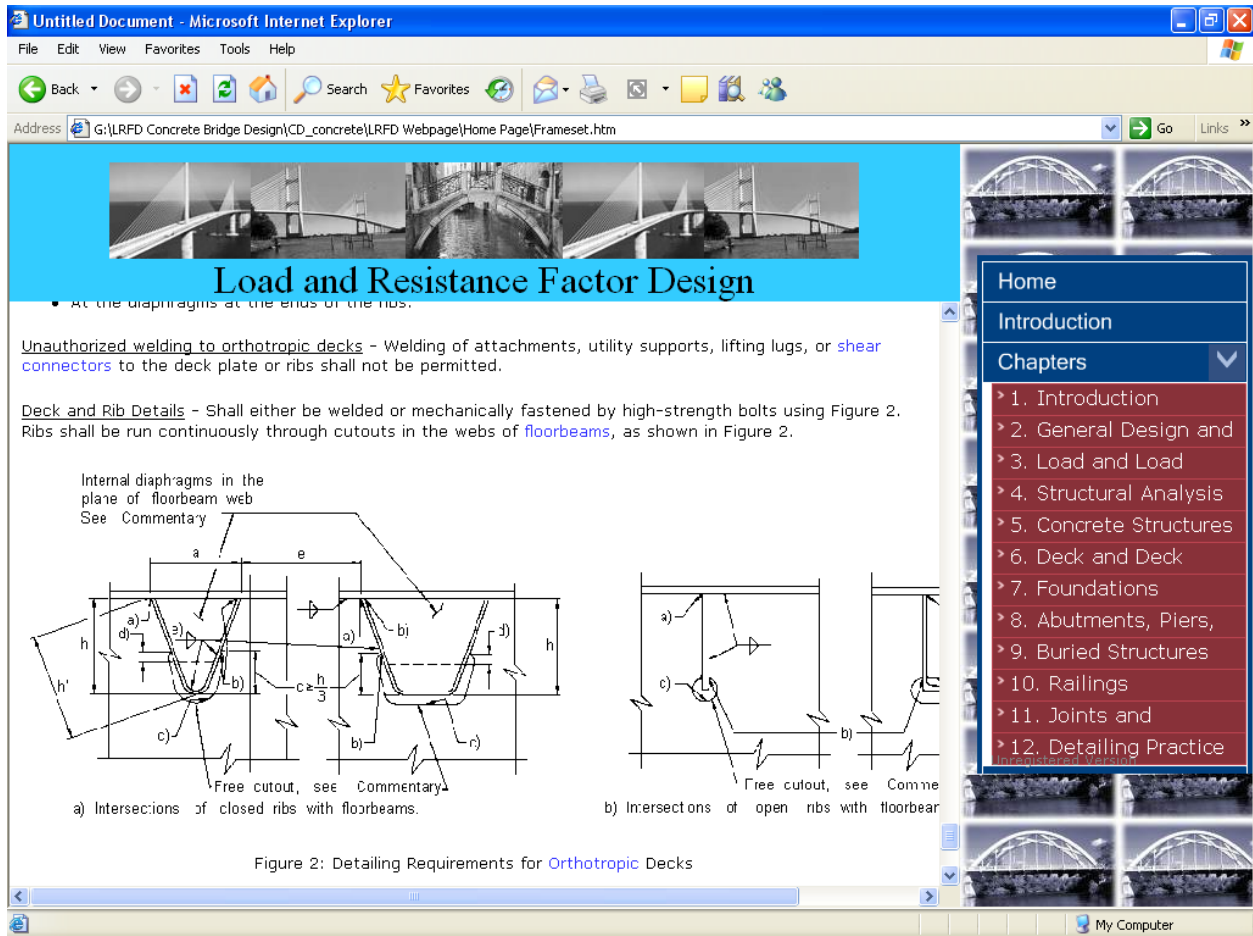 Untitled Document - Microsoft Internet Explorer
File Edit View Favorites Tools Help
Back Search Favorites
Address G:\LRFD Concrete Bridge Design\CD_concrete\LRFD Webpage\Home Page\Frameset.htm Go Links »
Load and Resistance Factor Design
• At the diaphragms at the ends of the ribs.
Unauthorized welding to orthotropic decks – Welding of attachments, utility supports, lifting lugs, or shear
connectors to the deck plate or ribs shall not be permitted.
Deck and Rib Details – Shall either be welded or mechanically fastened by high-strength bolts using Figure 2.
Ribs shall be run continuously through cutouts in the webs of floorbeams, as shown in Figure 2.
Internal diaphragms in the
plane of floorbeam web
See Commentary
a e
a) d) e) a) b) d)
h h
h' b) c ≥ h/3
c) b) c)
Free cutout, see Commentary
a) Intersections of closed ribs with floorbeams.
a)
c)
b)
Free cutout, see Comme
b) Intersections of open ribs with floorbear
Figure 2: Detailing Requirements for Orthotropic Decks
Home
Introduction
Chapters
1. Introduction
2. General Design and
3. Load and Load
4. Structural Analysis
5. Concrete Structures
6. Deck and Deck
7. Foundations
8. Abutments, Piers,
9. Buried Structures
10. Railings
11. Joints and
12. Detailing Practice
Unregistered Version
My Computer